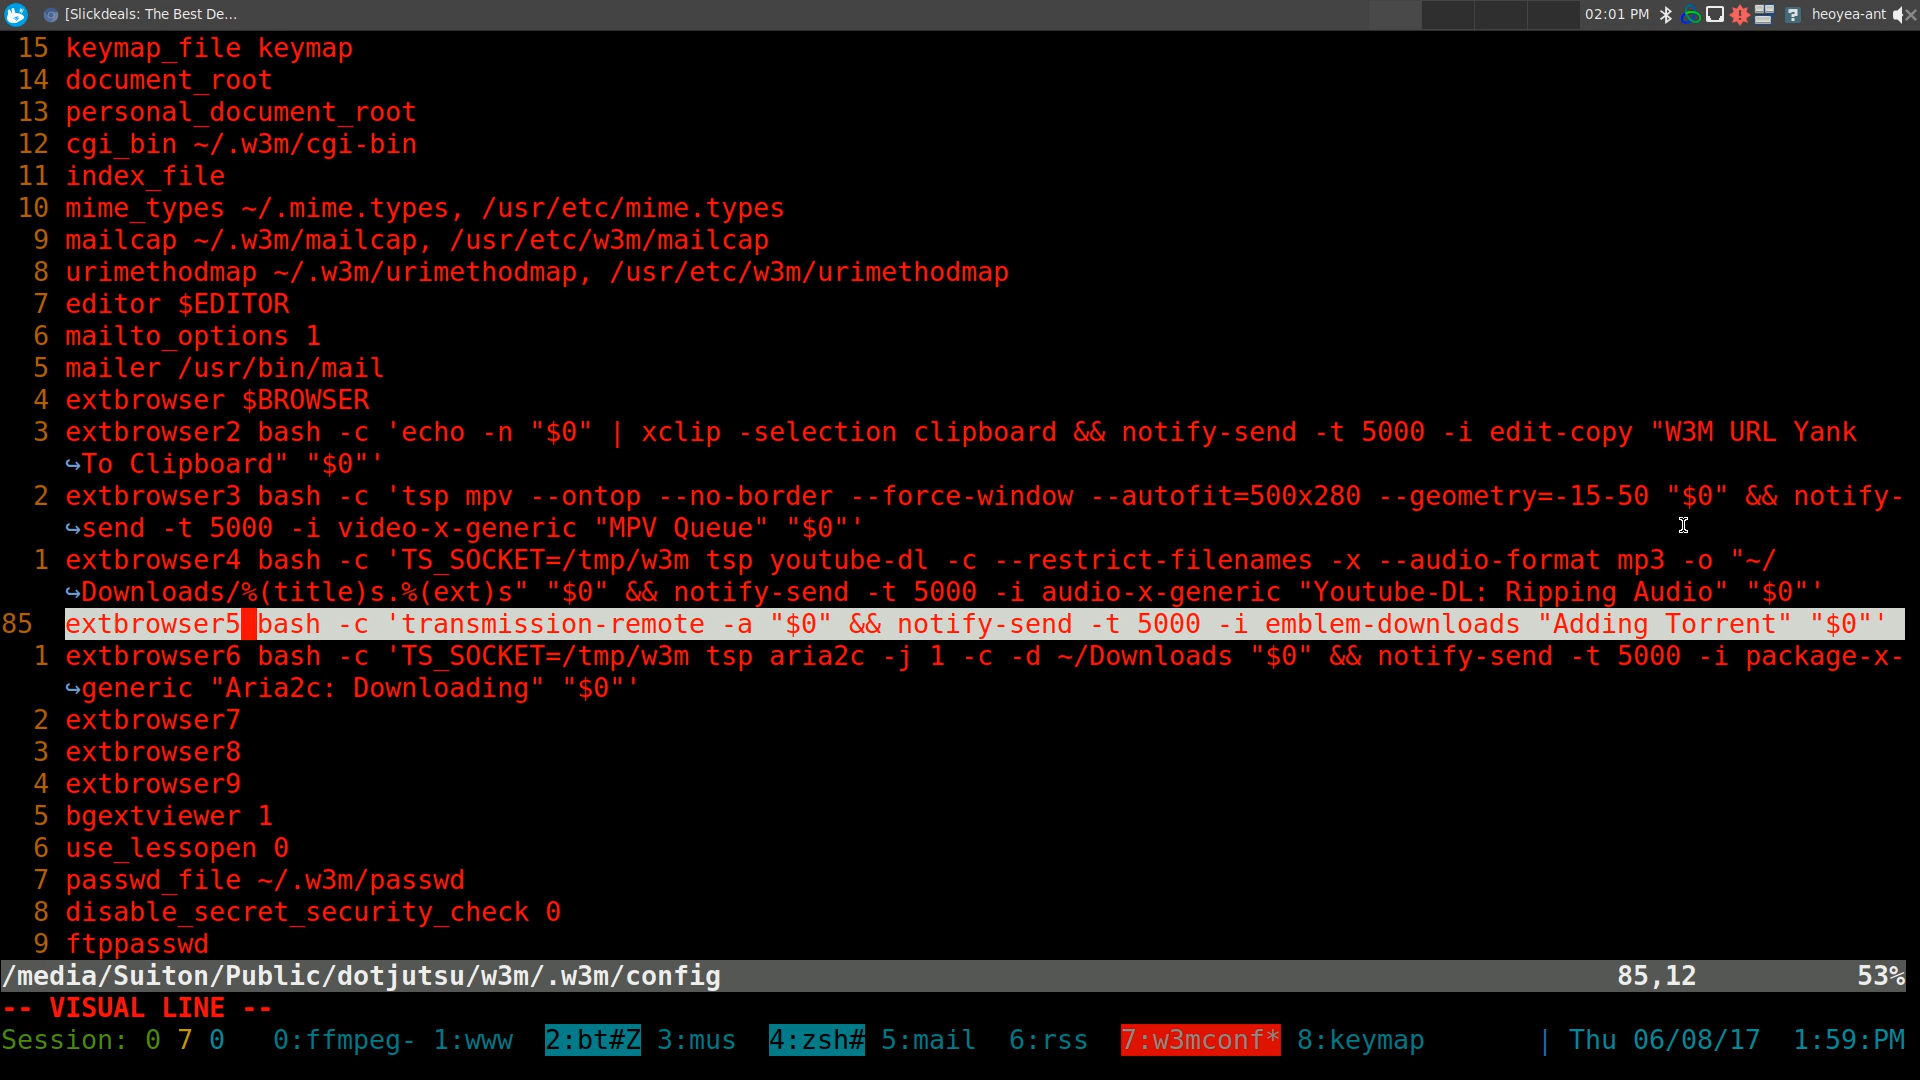 [Slickdeals: The Best De... 02:01 PM heoyea-ant
15 keymap_file keymap
14 document_root
13 personal_document_root
12 cgi_bin ~/.w3m/cgi-bin
11 index_file
10 mime_types ~/.mime.types, /usr/etc/mime.types
9 mailcap ~/.w3m/mailcap, /usr/etc/w3m/mailcap
8 urimethodmap ~/.w3m/urimethodmap, /usr/etc/w3m/urimethodmap
7 editor $EDITOR
6 mailto_options 1
5 mailer /usr/bin/mail
4 extbrowser $BROWSER
3 extbrowser2 bash -c 'echo -n "$0" | xclip -selection clipboard && notify-send -t 5000 -i edit-copy "W3M URL Yank
↪To Clipboard" "$0"'
2 extbrowser3 bash -c 'tsp mpv --ontop --no-border --force-window --autofit=500x280 --geometry=-15-50 "$0" && notify-
↪send -t 5000 -i video-x-generic "MPV Queue" "$0"'
1 extbrowser4 bash -c 'TS_SOCKET=/tmp/w3m tsp youtube-dl -c --restrict-filenames -x --audio-format mp3 -o "~/
↪Downloads/%(title)s.%(ext)s" "$0" && notify-send -t 5000 -i audio-x-generic "Youtube-DL: Ripping Audio" "$0"'
85 extbrowser5 bash -c 'transmission-remote -a "$0" && notify-send -t 5000 -i emblem-downloads "Adding Torrent" "$0"'
1 extbrowser6 bash -c 'TS_SOCKET=/tmp/w3m tsp aria2c -j 1 -c -d ~/Downloads "$0" && notify-send -t 5000 -i package-x-
↪generic "Aria2c: Downloading" "$0"'
2 extbrowser7
3 extbrowser8
4 extbrowser9
5 bgextviewer 1
6 use_lessopen 0
7 passwd_file ~/.w3m/passwd
8 disable_secret_security_check 0
9 ftppasswd
/media/Suiton/Public/dotjutsu/w3m/.w3m/config 85,12 53%
-- VISUAL LINE --
Session: 0 7 0 0:ffmpeg- 1:www 2:bt#Z 3:mus 4:zsh# 5:mail 6:rss 7:w3mconf* 8:keymap | Thu 06/08/17 1:59:PM